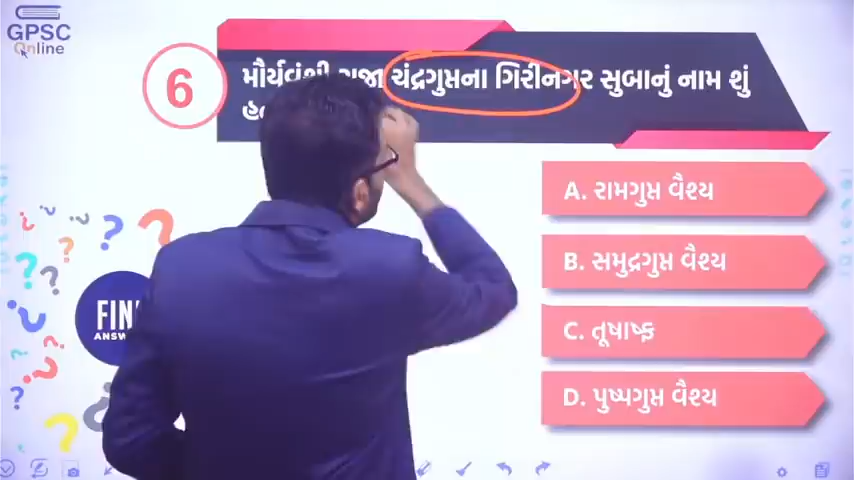 GPSC
Online
6
મૌર્યવંશી રાજા ચંદ્રગુપ્તના ગિરીનગર સુબાનું નામ શું
A. રામગુપ્ત વૈશ્ય
B. સમુદ્રગુપ્ત વૈશ્ય
C. તૂષાષ્ફ
D. પુષ્પગુપ્ત વૈશ્ય